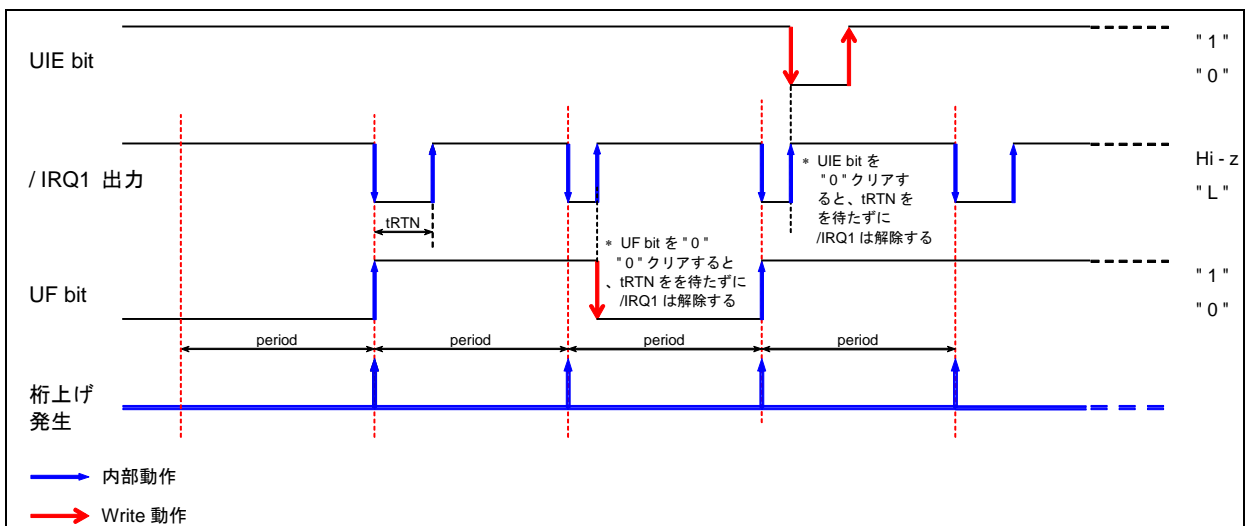 UIE bit
" 1 "
" 0 "
/ IRQ1 出力
Hi - z
" L "
tRTN
* UIE bit を
" 0 " クリアす
ると、tRTN を
を待たずに
/IRQ1 は解除する
* UF bit を " 0 "
" 0 " クリアすると
、tRTN をを待たずに
/IRQ1 は解除する
UF bit
" 1 "
" 0 "
period
period
period
period
桁上げ
発生
内部動作
Write 動作